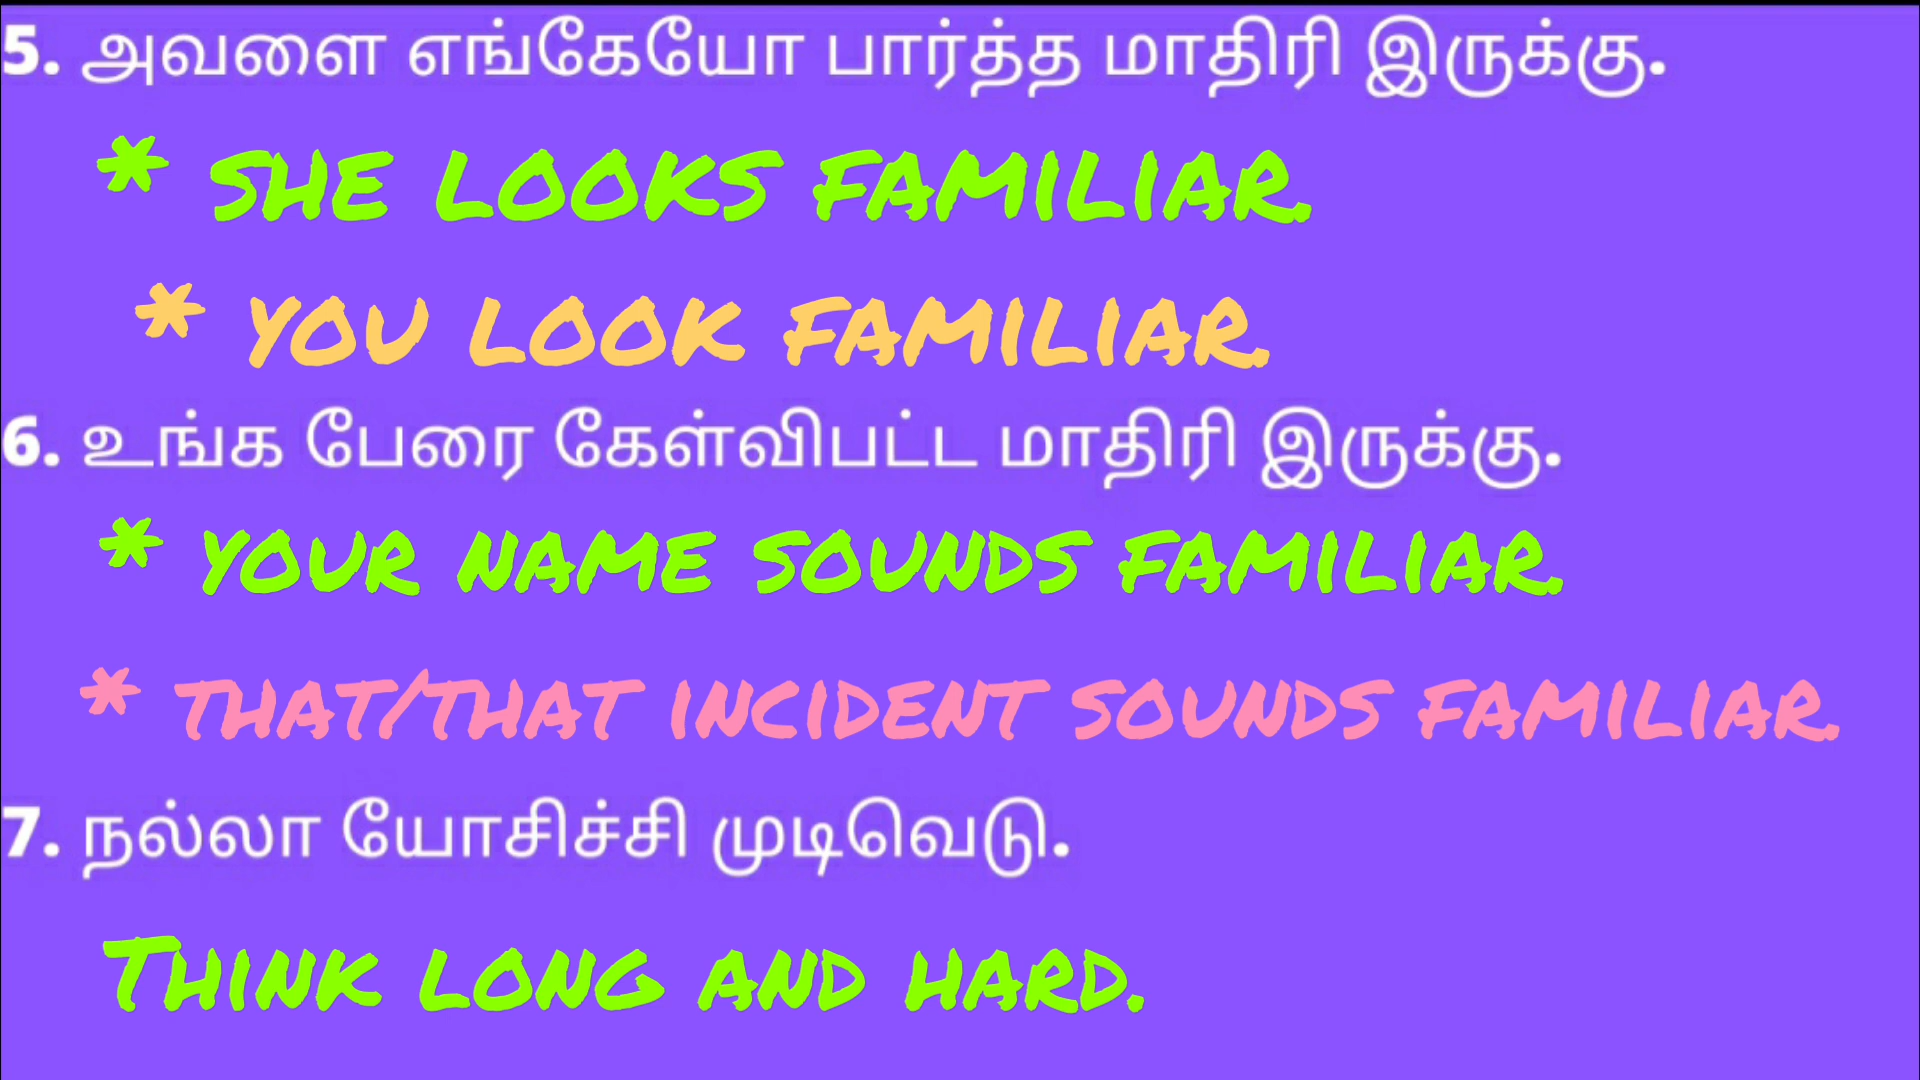 5. அவளை எங்கேயோ பார்த்த மாதிரி இருக்கு.
* SHE LOOKS FAMILIAR.
* YOU LOOK FAMILIAR.
6. உங்க பேரை கேள்விபட்ட மாதிரி இருக்கு.
* YOUR NAME SOUNDS FAMILIAR.
* THAT/THAT INCIDENT SOUNDS FAMILIAR.
7. நல்லா யோசிச்சி முடிவெடு.
THINK LONG AND HARD.